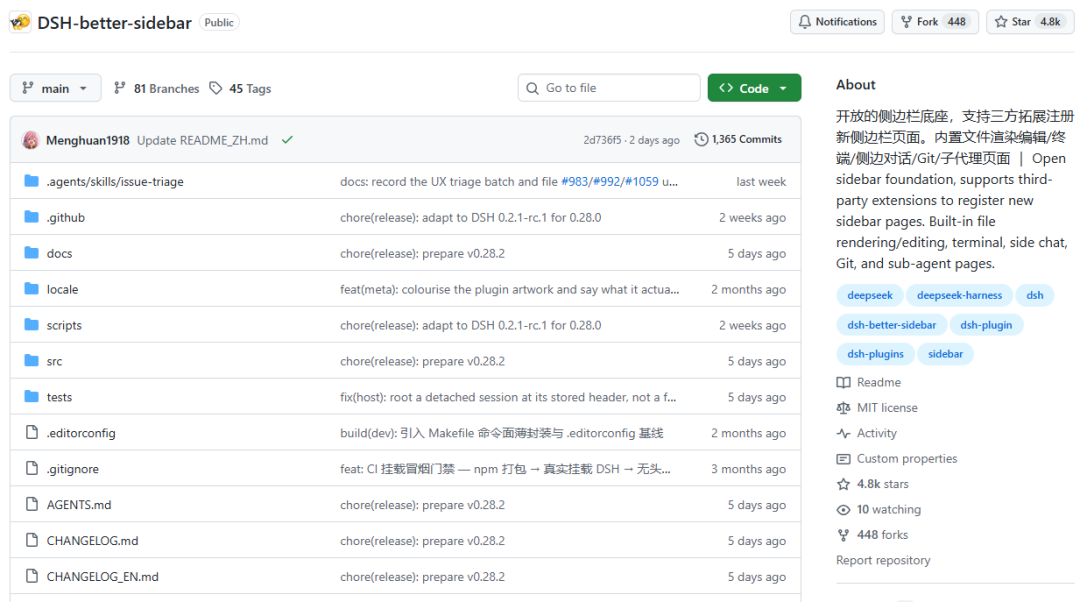 DSH-better-sidebar Public
Notifications Fork 448 Star 4.8k
main 81 Branches 45 Tags Go to file Code
Menghuan1918 Update README_ZH.md 2d736f5 · 2 days ago 1,365 Commits
.agents/skills/issue-triage docs: record the UX triage batch and file #983/#992/#1059 u... last week
.github chore(release): adapt to DSH 0.2.1-rc.1 for 0.28.0 2 weeks ago
docs chore(release): prepare v0.28.2 5 days ago
locale feat(meta): colourise the plugin artwork and say what it actua... 2 months ago
scripts chore(release): adapt to DSH 0.2.1-rc.1 for 0.28.0 2 weeks ago
src chore(release): prepare v0.28.2 5 days ago
tests fix(host): root a detached session at its stored header, not a f... 5 days ago
.editorconfig build(dev): 引入 Makefile 命令面薄封装与 .editorconfig 基线 2 months ago
.gitignore feat: CI 挂载冒烟门禁 — npm 打包 → 真实挂载 DSH → 无头... 3 months ago
AGENTS.md chore(release): prepare v0.28.2 5 days ago
CHANGELOG.md chore(release): prepare v0.28.2 5 days ago
CHANGELOG_EN.md chore(release): prepare v0.28.2 5 days ago
About
开放的侧边栏底座，支持三方拓展注册
新侧边栏页面。内置文件渲染编辑/终
端/侧边对话/Git/子代理页面 | Open
sidebar foundation, supports third-
party extensions to register new
sidebar pages. Built-in file
rendering/editing, terminal, side chat,
Git, and sub-agent pages.
deepseek deepseek-harness dsh
dsh-better-sidebar dsh-plugin
dsh-plugins sidebar
Readme
MIT license
Activity
Custom properties
4.8k stars
10 watching
448 forks
Report repository